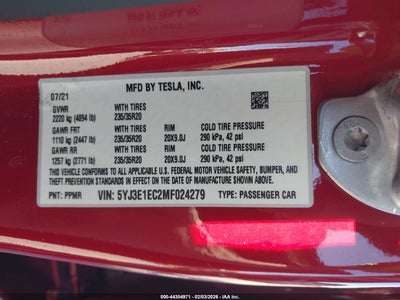 MFD BY TESLA, INC.
07/21
GVWR WITH TIRES
2220 kg (4894 lb) 235/35R20
GAWR FRT WITH TIRES RIM COLD TIRE PRESSURE
1110 kg (2447 lb) 235/35R20 20X9.0J 290 kPa, 42 psi
GAWR RR WITH TIRES RIM COLD TIRE PRESSURE
1257 kg (2771 lb) 235/35R20 20X9.0J 290 kPa, 42 psi
THIS VEHICLE CONFORMS TO ALL APPLICABLE U.S. FEDERAL MOTOR VEHICLE SAFETY, BUMPER, AND
THEFT PREVENTION STANDARDS IN EFFECT ON THE DATE OF MANUFACTURE SHOWN ABOVE.
PNT: PPMR VIN: 5YJ3E1EC2MF024279 TYPE: PASSENGER CAR
000-44304971 - 02/03/2026 - IAA Inc.